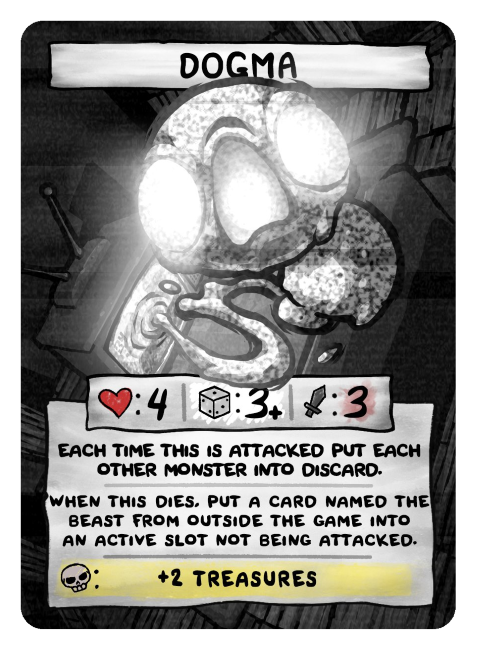 DOGMA
:4 :3+ :3
EACH TIME THIS IS ATTACKED PUT EACH
OTHER MONSTER INTO DISCARD.
WHEN THIS DIES, PUT A CARD NAMED THE
BEAST FROM OUTSIDE THE GAME INTO
AN ACTIVE SLOT NOT BEING ATTACKED.
: +2 TREASURES